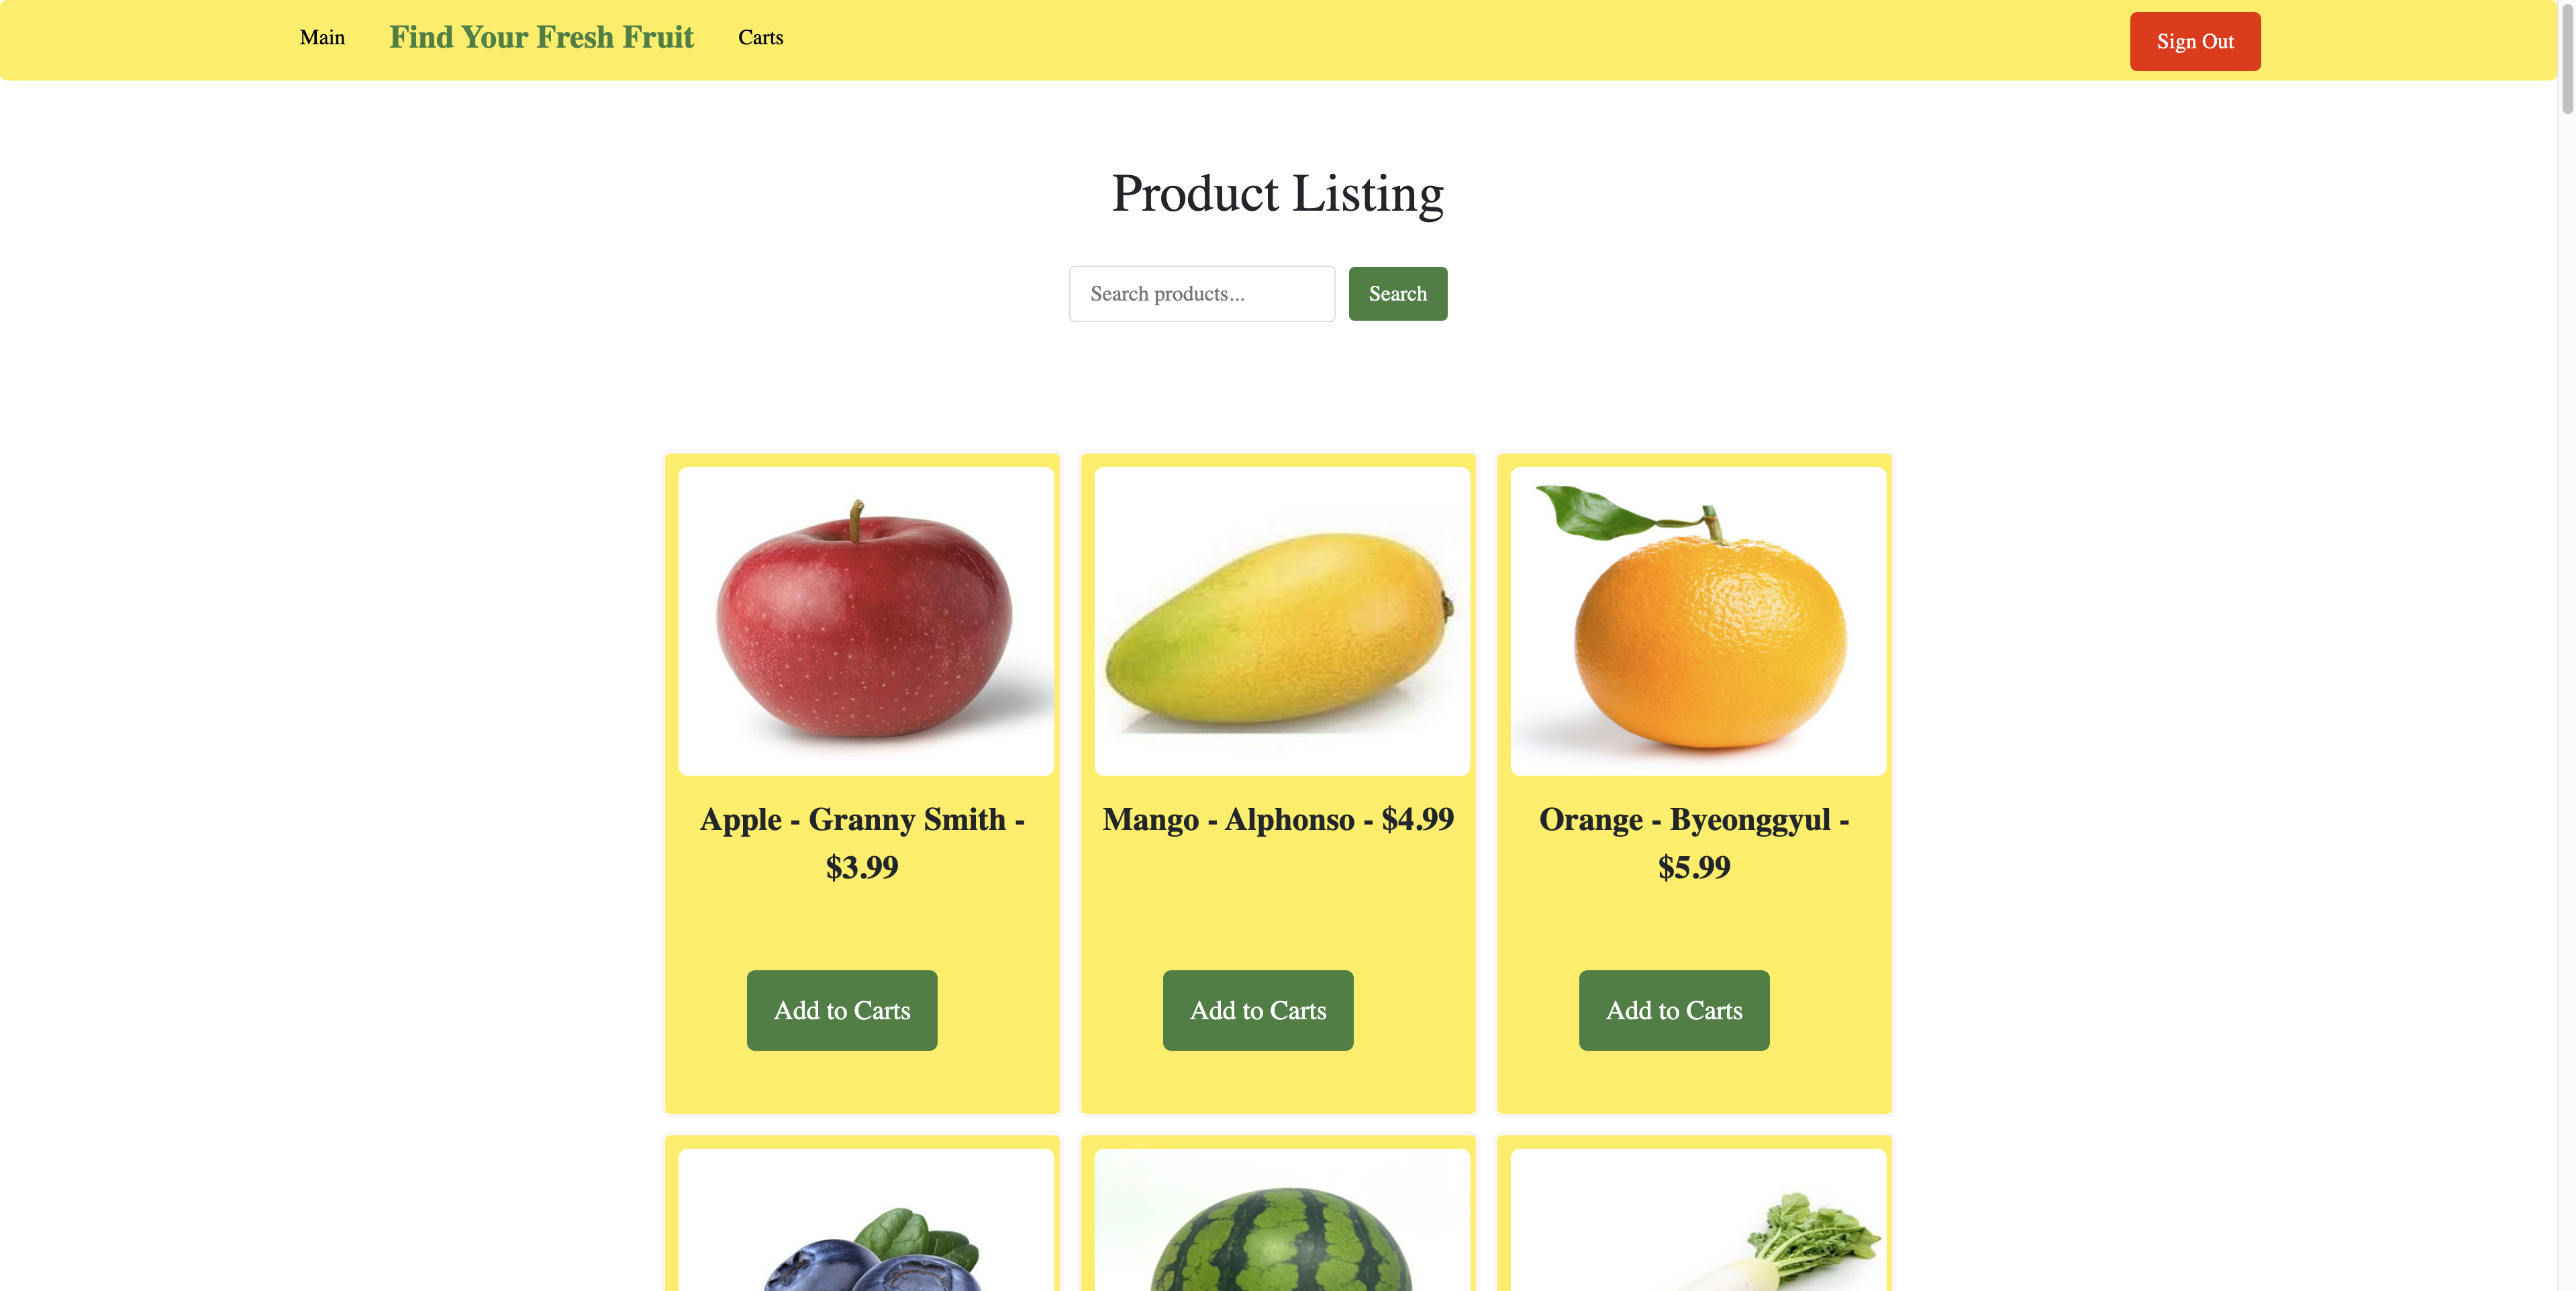 Main
Find Your Fresh Fruit
Carts
Sign Out
Product Listing
Search products...
Search
Apple - Granny Smith -
$3.99
Mango - Alphonso - $4.99
Orange - Byeonggyul -
$5.99
Add to Carts
Add to Carts
Add to Carts